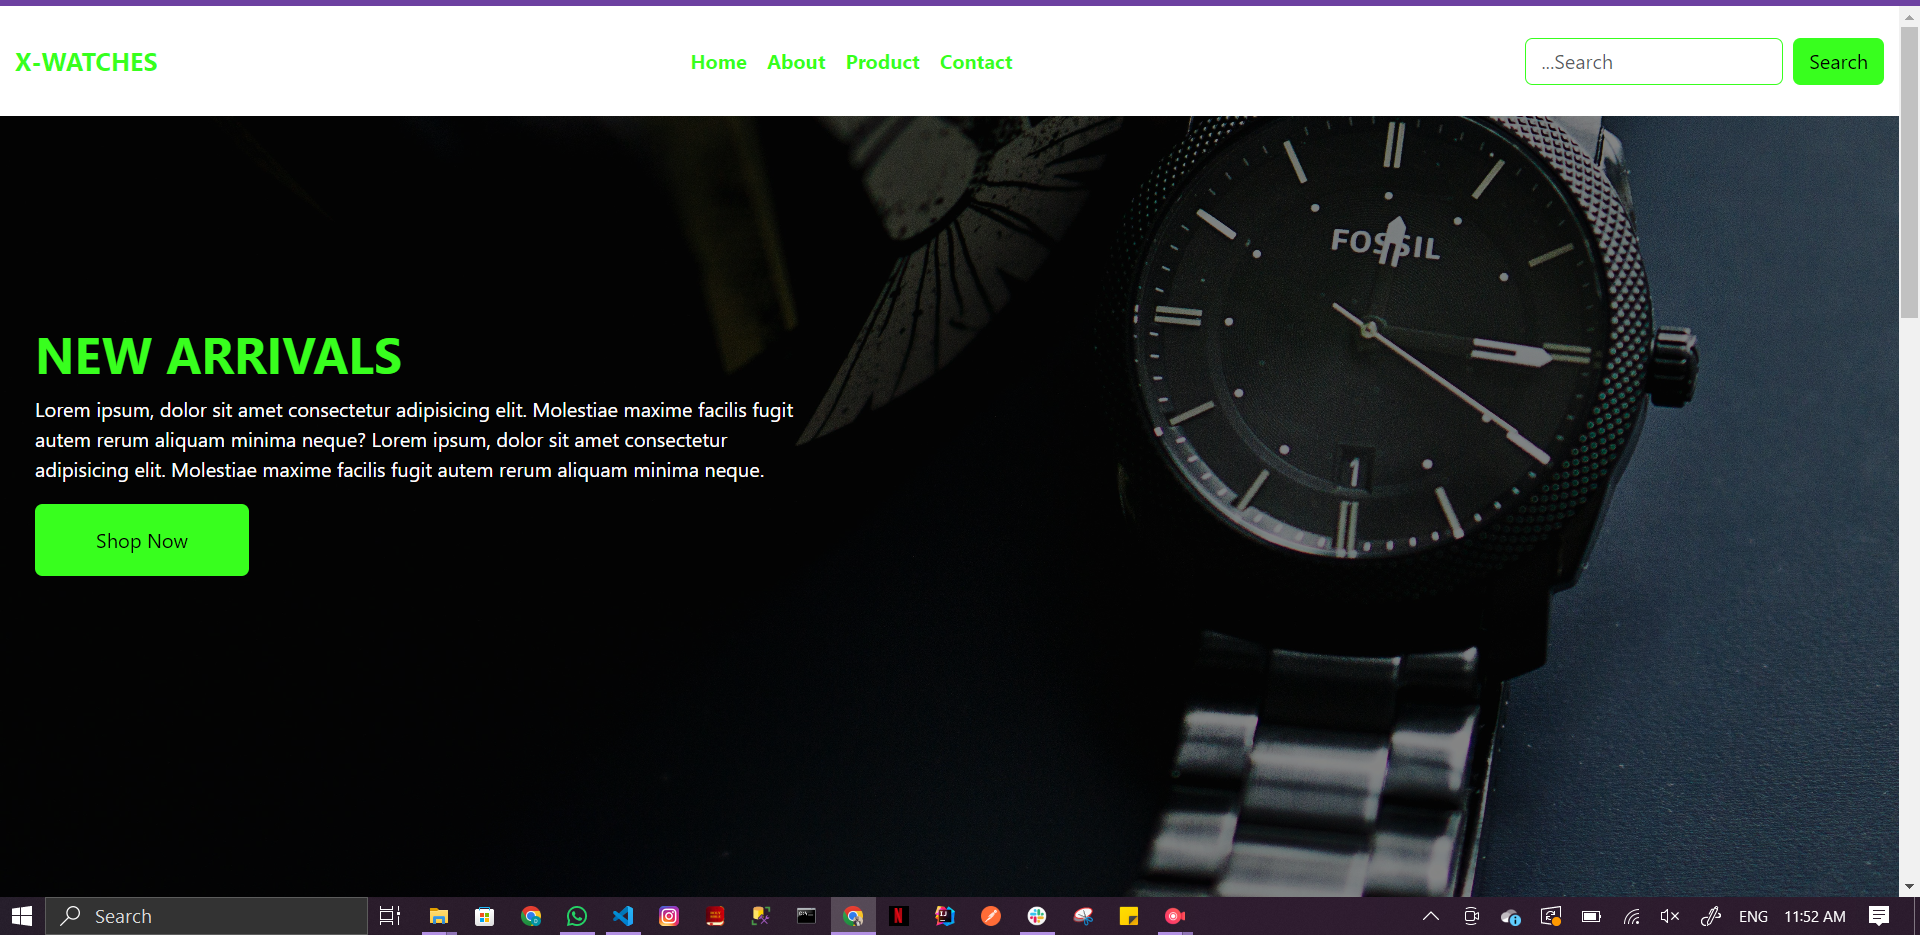 X-WATCHES
Home About Product Contact
...Search
Search
FOSSIL
1
NEW ARRIVALS
Lorem ipsum, dolor sit amet consectetur adipisicing elit. Molestiae maxime facilis fugit
autem rerum aliquam minima neque? Lorem ipsum, dolor sit amet consectetur
adipisicing elit. Molestiae maxime facilis fugit autem rerum aliquam minima neque.
Shop Now
Search
ENG 11:52 AM